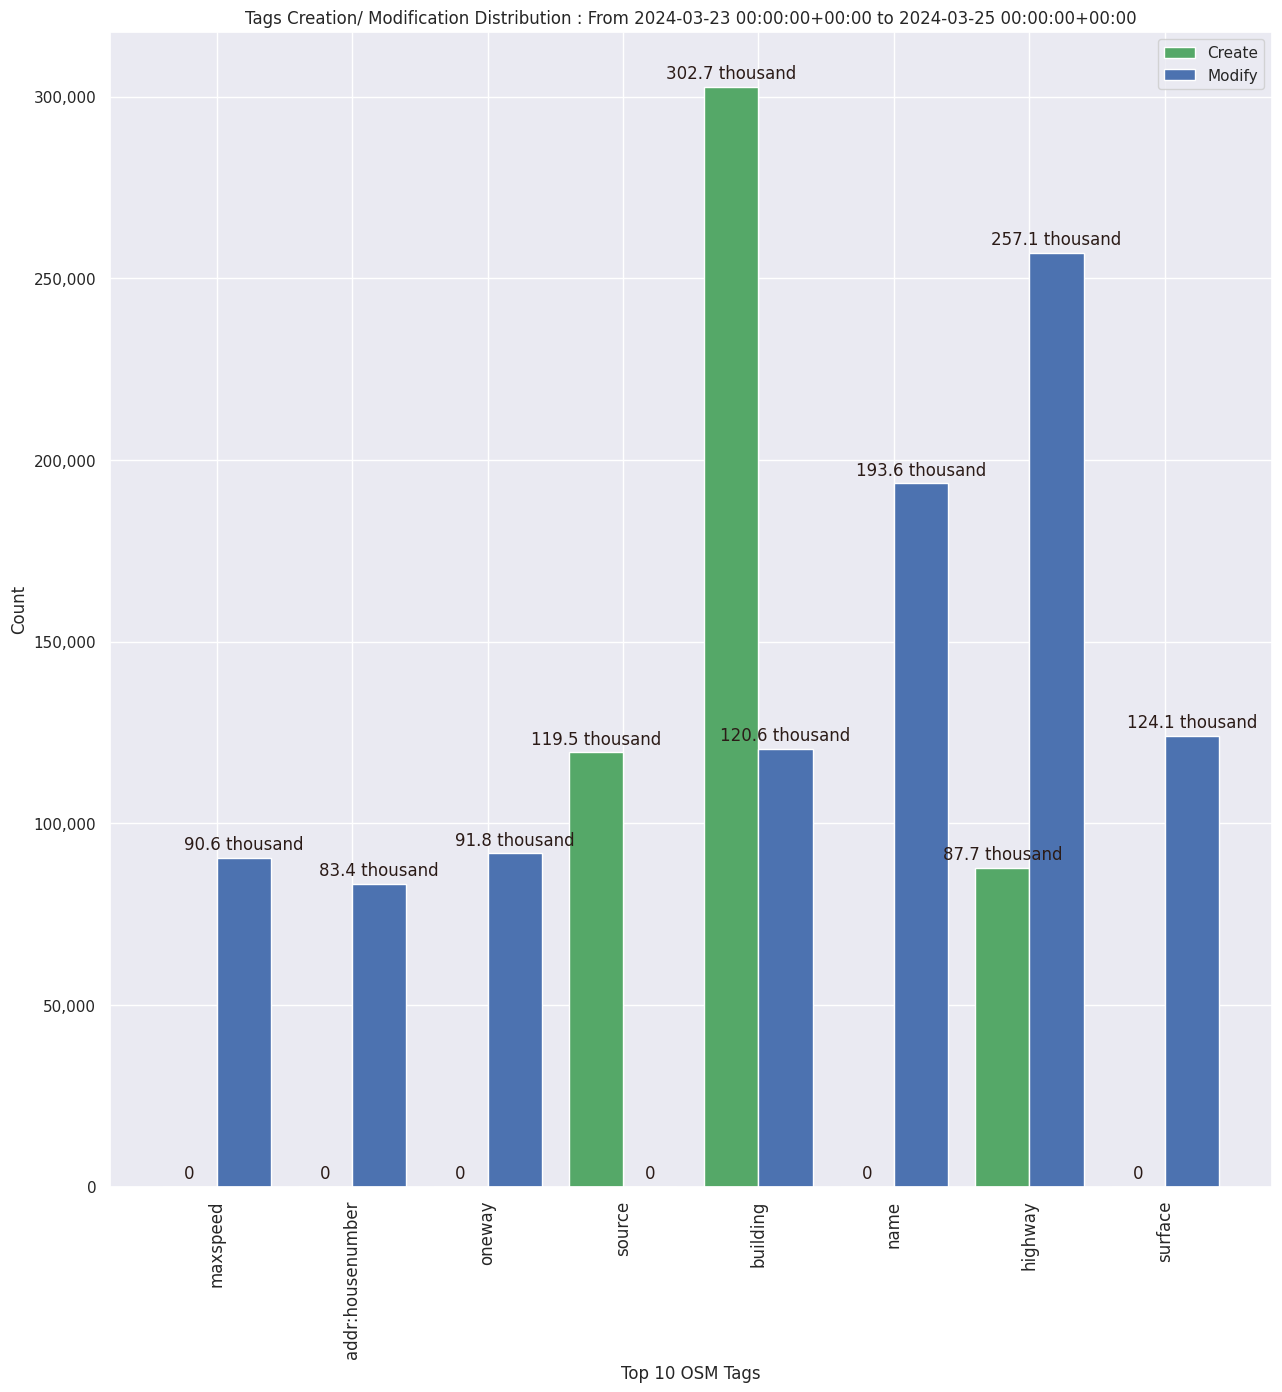 Tags Creation/ Modification Distribution : From 2024-03-23 00:00:00+00:00 to 2024-03-25 00:00:00+00:00
Create
Modify
302.7 thousand
300,000
257.1 thousand
250,000
193.6 thousand
200,000
Count
150,000
124.1 thousand
119.5 thousand
120.6 thousand
100,000
90.6 thousand
83.4 thousand
91.8 thousand
87.7 thousand
50,000
0
0
0
0
0
0
0
maxspeed
addr:housenumber
oneway
source
building
name
highway
surface
Top 10 OSM Tags